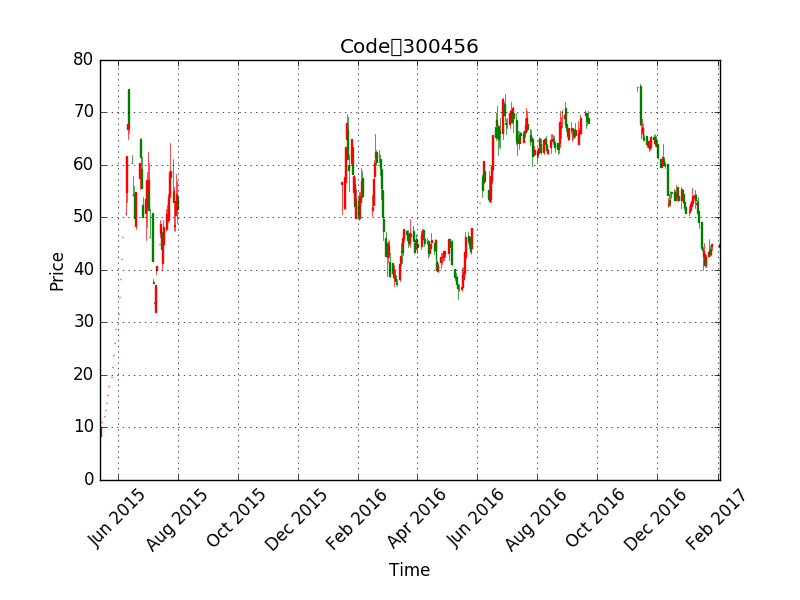 Code▯300456
80
70
60
50
40
30
20
10
0
Price
Jun 2015
Aug 2015
Oct 2015
Dec 2015
Feb 2016
Apr 2016
Jun 2016
Aug 2016
Oct 2016
Dec 2016
Feb 2017
Time